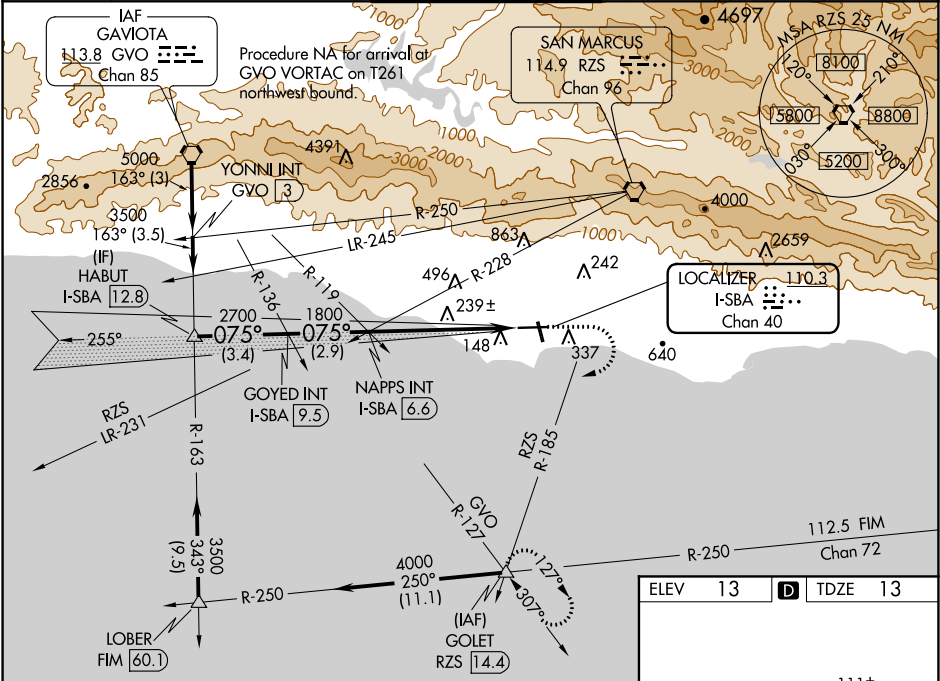 IAF
GAVIOTA
113.8 GVO
Chan 85
Procedure NA for arrival at
GVO VORTAC on T261
northwest bound.
SAN MARCUS
114.9 RZS
Chan 96
4697
MSA RZS 25 NM
120°
8100
210°
5800
8800
030°
5200
300°
3000
2000
1000
1000
4391
3000
2000
5000
163° (3)
2856
YONNI INT
GVO 3
3500
163° (3.5)
R-250
LR-245
4000
863
1000
2659
(IF)
HABUT
I-SBA 12.8
R-136
R-119
496
R-228
242
239±
LOCALIZER 110.3
I-SBA
Chan 40
255°
2700
075°
(3.4)
1800
075°
(2.9)
148
337
640
GOYED INT
I-SBA 9.5
NAPPS INT
I-SBA 6.6
RZS
LR-231
R-163
RZS
R-185
GVO
R-127
3500
343°
(9.5)
4000
250°
(11.1)
R-250
127°
307°
R-250
112.5 FIM
Chan 72
LOBER
FIM 60.1
(IAF)
GOLET
RZS 14.4
ELEV 13 D TDZE 13